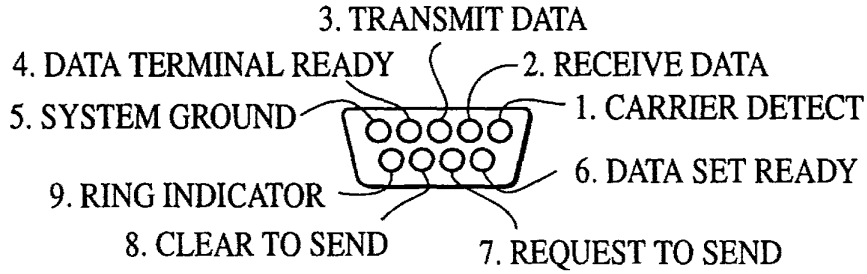 3. TRANSMIT DATA
4. DATA TERMINAL READY
2. RECEIVE DATA
5. SYSTEM GROUND
1. CARRIER DETECT
6. DATA SET READY
9. RING INDICATOR
8. CLEAR TO SEND
7. REQUEST TO SEND